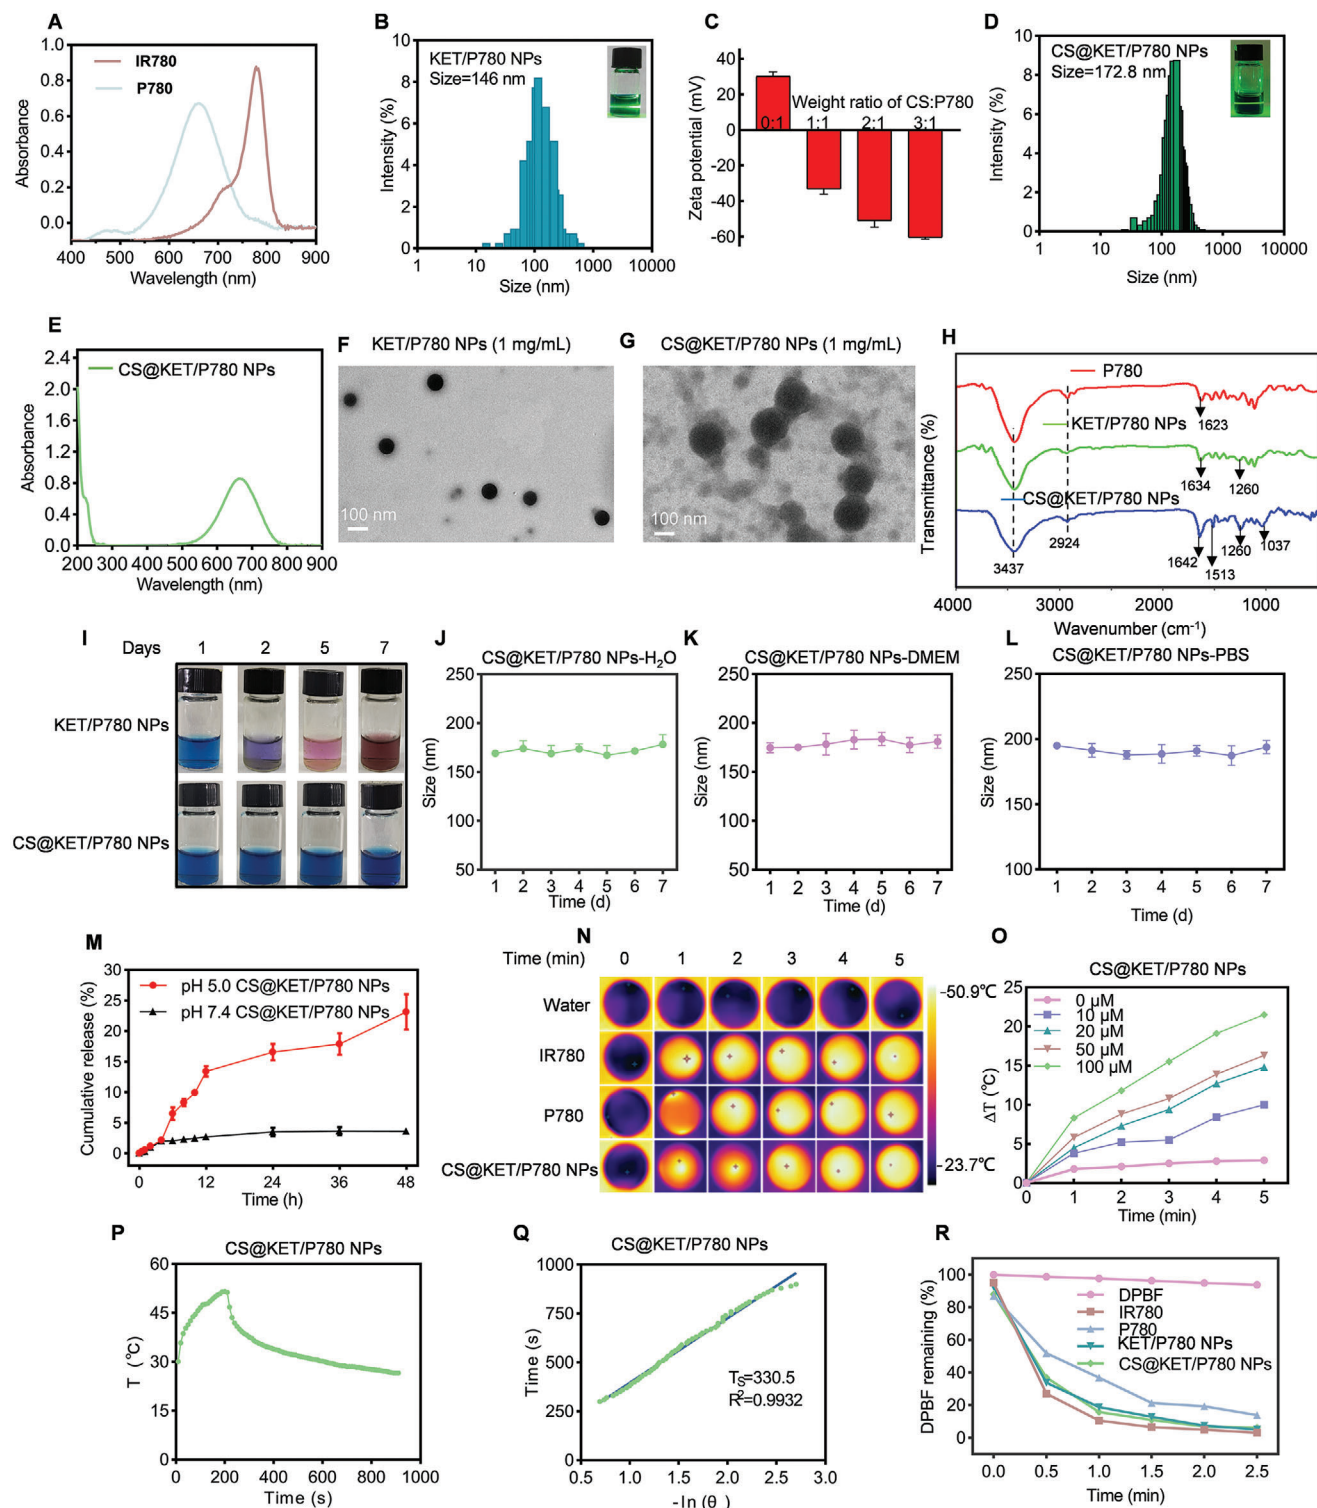 A
1.0
0.8
0.6
0.4
0.2
0.0
Absorbance
IR780
P780
400 500 600 700 800 900
Wavelength (nm)
B
10
8
6
4
2
0
Intensity (%)
KET/P780 NPs
Size=146 nm
1 10 100 1000 10000
Size (nm)
C
40
20
0
-20
-40
-60
Zeta potential (mV)
Weight ratio of CS:P780
0:1 1:1 2:1 3:1
D
10
8
6
4
2
0
Intensity (%)
CS@KET/P780 NPs
Size=172.8 nm
1 10 100 1000 10000
Size (nm)
E
2.4
2.0
1.6
1.2
0.8
0.4
0.0
Absorbance
CS@KET/P780 NPs
200 300 400 500 600 700 800 900
Wavelength (nm)
F
KET/P780 NPs (1 mg/mL)
100 nm
G
CS@KET/P780 NPs (1 mg/mL)
100 nm
H
Transmittance (%)
P780
1623
KET/P780 NPs
1634 1260
CS@KET/P780 NPs
3437 2924 1642 1513 1260 1037
4000 3000 2000 1000
Wavenumber (cm⁻¹)
I
Days 1 2 5 7
KET/P780 NPs
CS@KET/P780 NPs
J
CS@KET/P780 NPs-H₂O
250
200
150
100
50
Size (nm)
1 2 3 4 5 6 7
Time (d)
K
CS@KET/P780 NPs-DMEM
250
200
150
100
50
Size (nm)
1 2 3 4 5 6 7
Time (d)
L
CS@KET/P780 NPs-PBS
250
200
150
100
Size (nm)
1 2 3 4 5 6 7
Time (d)
M
30
25
20
15
10
5
0
Cumulative release (%)
pH 5.0 CS@KET/P780 NPs
pH 7.4 CS@KET/P780 NPs
0 12 24 36 48
Time (h)
N
Time (min) 0 1 2 3 4 5
Water
IR780
P780
CS@KET/P780 NPs
50.9℃
23.7℃
O
CS@KET/P780 NPs
25
20
15
10
5
0
ΔT (℃)
0 μM
10 μM
20 μM
50 μM
100 μM
0 1 2 3 4 5
Time (min)
P
CS@KET/P780 NPs
60
45
30
15
0
T (℃)
0 200 400 600 800 1000
Time (s)
Q
CS@KET/P780 NPs
1000
750
500
250
0
Time (s)
Ts=330.5
R²=0.9932
0.5 1.0 1.5 2.0 2.5 3.0
-ln (θ)
R
100
80
60
40
20
0
DPBF remaining (%)
DPBF
IR780
P780
KET/P780 NPs
CS@KET/P780 NPs
0.0 0.5 1.0 1.5 2.0 2.5
Time (min)